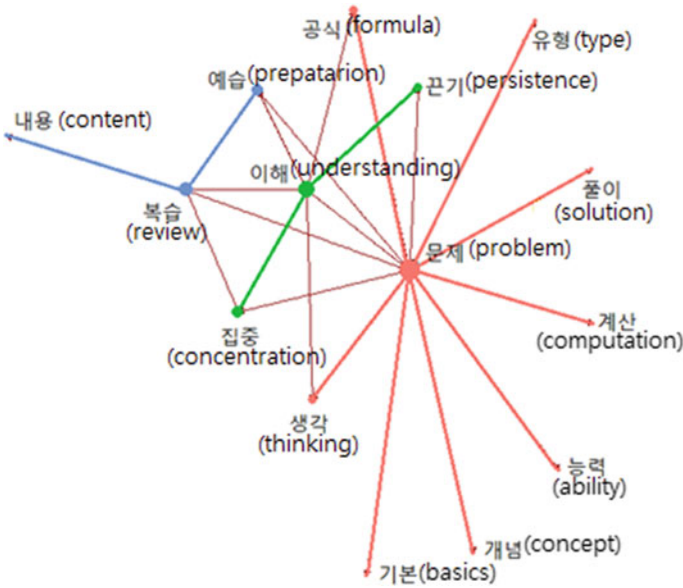 공식(formula)
유형(type)
예습(prepatarion)
끈기(persistence)
내용(content)
이해(understanding)
복습
(review)
풀이
(solution)
문제(problem)
집중
(concentration)
계산
(computation)
생각
(thinking)
능력
(ability)
개념(concept)
기본(basics)